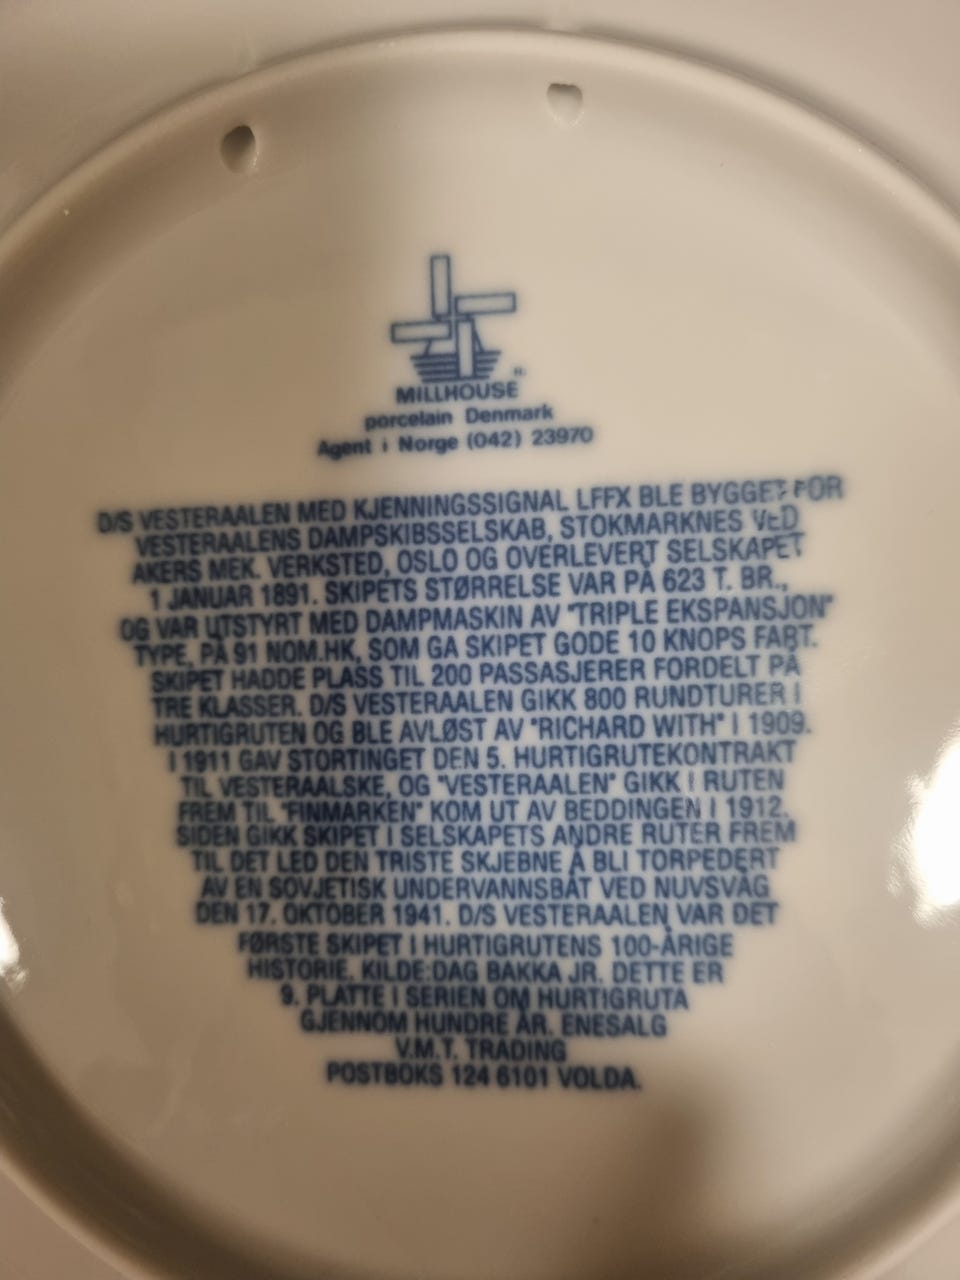 MILLHOUSE
porcelain Denmark
Agent i Norge (042) 23970
D/S VESTERAALEN MED KJENNINGSSIGNAL LFFX BLE BYGGET FOR
VESTERAALENS DAMPSKIBSSELSKAB, STOKMARKNES VED
AKERS MEK. VERKSTED, OSLO OG OVERLEVERT SELSKAPET
1 JANUAR 1891. SKIPETS STØRRELSE VAR PÅ 623 T. BR.,
OG VAR UTSTYRT MED DAMPMASKIN AV "TRIPLE EKSPANSJON"
TYPE, PÅ 91 NOM.HK, SOM GA SKIPET GODE 10 KNOPS FART.
SKIPET HADDE PLASS TIL 200 PASSASJERER FORDELT PÅ
TRE KLASSER. D/S VESTERAALEN GIKK 800 RUNDTURER I
HURTIGRUTEN OG BLE AVLØST AV "RICHARD WITH" I 1909.
I 1911 GAV STORTINGET DEN 5. HURTIGRUTEKONTRAKT
TIL VESTERAALSKE, OG "VESTERAALEN" GIKK I RUTEN
FREM TIL "FINMARKEN" KOM UT AV BEDDINGEN I 1912.
SIDEN GIKK SKIPET I SELSKAPETS ANDRE RUTER FREM
TIL DET LED DEN TRISTE SKJEBNE Å BLI TORPEDERT
AV EN SOVJETISK UNDERVANNSBÅT VED NUVSVÅG
DEN 17. OKTOBER 1941. D/S VESTERAALEN VAR DET
FØRSTE SKIPET I HURTIGRUTENS 100-ÅRIGE
HISTORIE. KILDE:DAG BAKKA JR. DETTE ER
9. PLATTE I SERIEN OM HURTIGRUTA
GJENNOM HUNDRE ÅR. ENESALG
V.M.T. TRADING
POSTBOKS 124 6101 VOLDA.